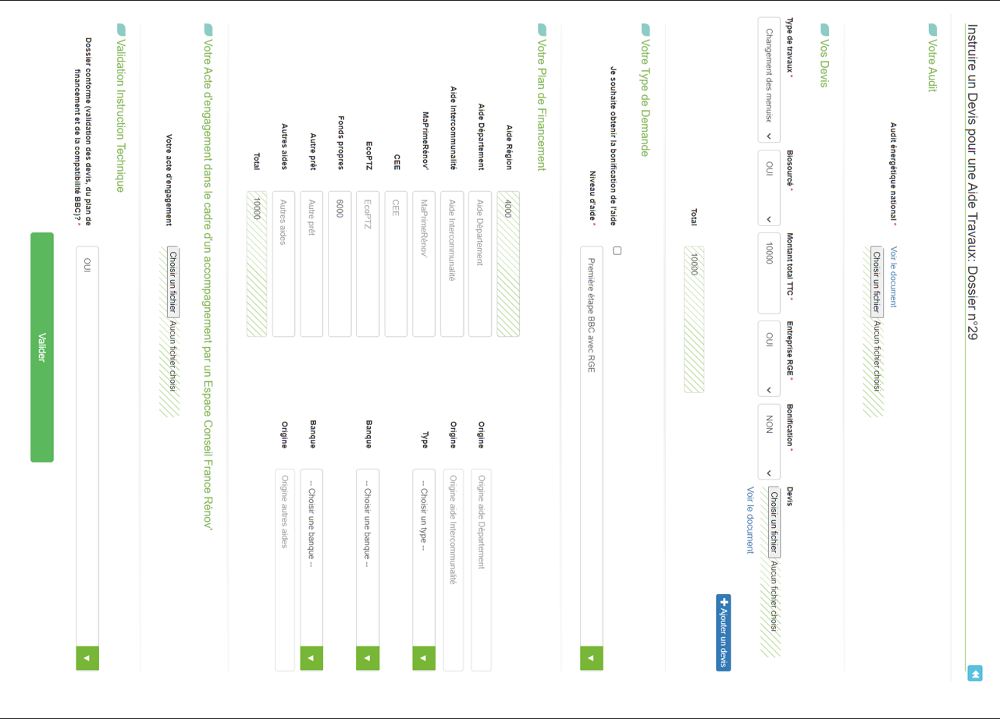 Instruire un Devis pour une Aide Travaux: Dossier n°29
Votre Audit
Audit énergétique national *
Voir le document
Choisir un fichier Aucun fichier choisi
Vos Devis
Type de travaux * Biosourcé * Montant total TTC * Entreprise RGE * Bonification * Devis
Changement des menuise OUI 10000 OUI NON Choisir un fichier Aucun fichier choisi
Voir le document
Ajouter un devis
Total 10000
Votre Type de Demande
Je souhaite obtenir la bonification de l'aide
Niveau d'aide * Première étape BBC avec RGE
Votre Plan de Financement
Aide Région 4000
Aide Département Aide Département Origine Origine aide Département
Aide Intercommunalité Aide Intercommunalité Origine Origine aide Intercommunalité
MaPrimeRénov' MaPrimeRénov' Type -- Choisir un type --
CEE CEE
EcoPTZ EcoPTZ Banque -- Choisir une banque --
Fonds propres 6000
Autre prêt Autre prêt Banque -- Choisir une banque --
Autres aides Autres aides Origine Origine autres aides
Total 10000
Votre Acte d'engagement dans le cadre d'un accompagnement par un Espace Conseil France Rénov'
Votre acte d'engagement Choisir un fichier Aucun fichier choisi
Validation Instruction Technique
Dossier conforme (validation des devis, du plan de
financement et de la compatibilité BBC)? *
OUI
Valider